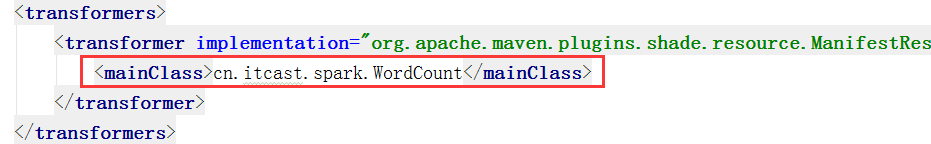 <transformers>
<transformer implementation="org.apache.maven.plugins.shade.resource.ManifestRes
<mainClass>cn.itcast.spark.WordCount</mainClass>
</transformer>
</transformers>